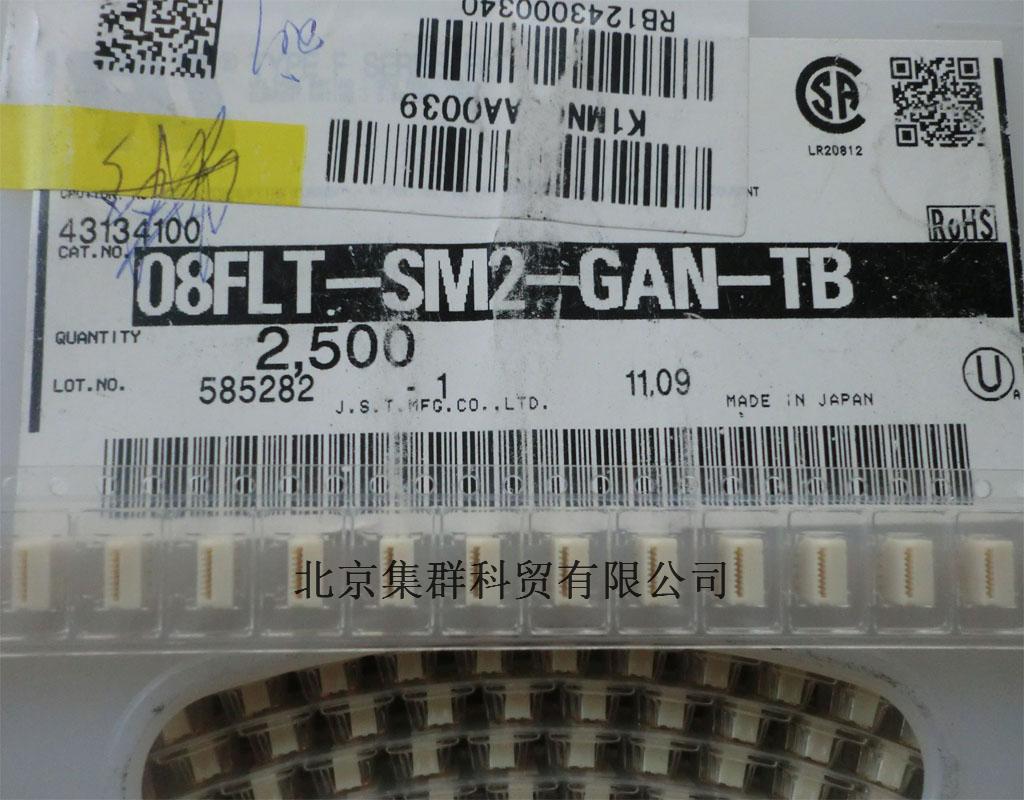 RB1243000340
K1MN AA0039
LR20812
RoHS
43134100
CAT.NO. 08FLT-SM2-GAN-TB
QUANTITY 2,500
LOT.NO. 585282 - 1 11,09
J.S.T.MFG.CO.,LTD. MADE IN JAPAN
北京集群科贸有限公司